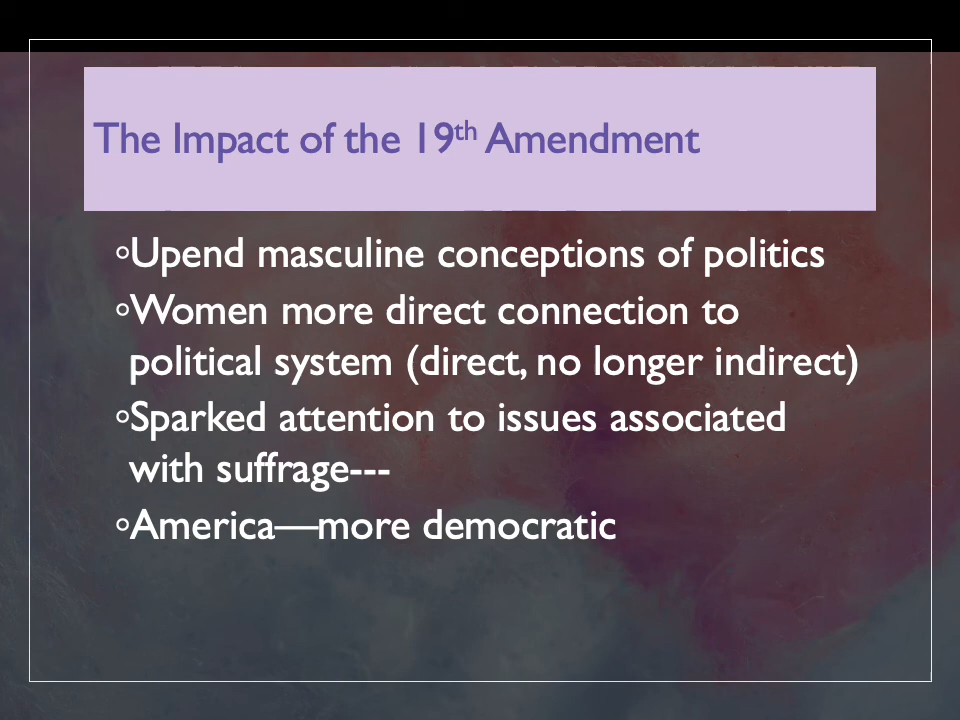 The Impact of the 19th Amendment
◦Upend masculine conceptions of politics
◦Women more direct connection to
political system (direct, no longer indirect)
◦Sparked attention to issues associated
with suffrage---
◦America—more democratic